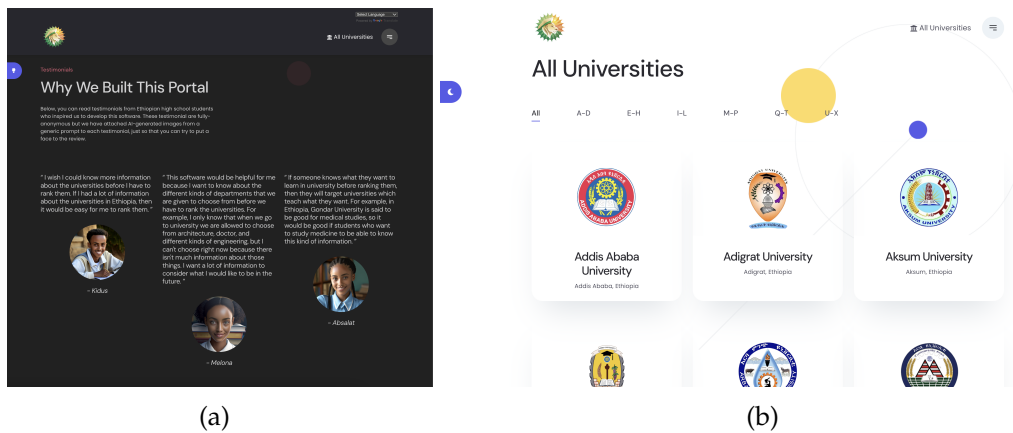 Select Language
All Universities
Testimonials
Why We Built This Portal
Below, you can read testimonials from Ethiopian high school students
who inspired us to develop this software. These testimonial are fully-
anonymous but we have attached AI-generated images from a
generic prompt to each testimonial, just so that you can try to put a
face to the review.
" I wish I could know more information
about the universities before I have to
rank them. If I had a lot of information
about the universities in Ethiopia, then
it would be easy for me to rank them. "
- Kidus
" This software would be helpful for me
because I want to know about the
different kinds of departments that we
are given to choose from before we
have to rank the universities. For
example, I only know that when we go
to university we are allowed to choose
from architecture, doctor, and
different kinds of engineering, but I
can't choose right now because there
isn't much information about those
things. I want a lot of information to
consider what I would like to be in the
future. "
- Melona
" If someone knows what they want to
learn in university before ranking them,
then they will target universities which
teach what they want. For example, in
Ethiopia, Gondar University is said to
be good for medical studies, so it
would be good if students who want
to study medicine to be able to know
this kind of information. "
- Absalat
(a)
All Universities
All Universities
All A-D E-H I-L M-P Q-T U-X
ADDIS ABABA UNIVERSITY
Addis Ababa
University
Addis Ababa, Ethiopia
Adigrat University
Adigrat, Ethiopia
AKSUM UNIVERSITY
Aksum University
Aksum, Ethiopia
(b)